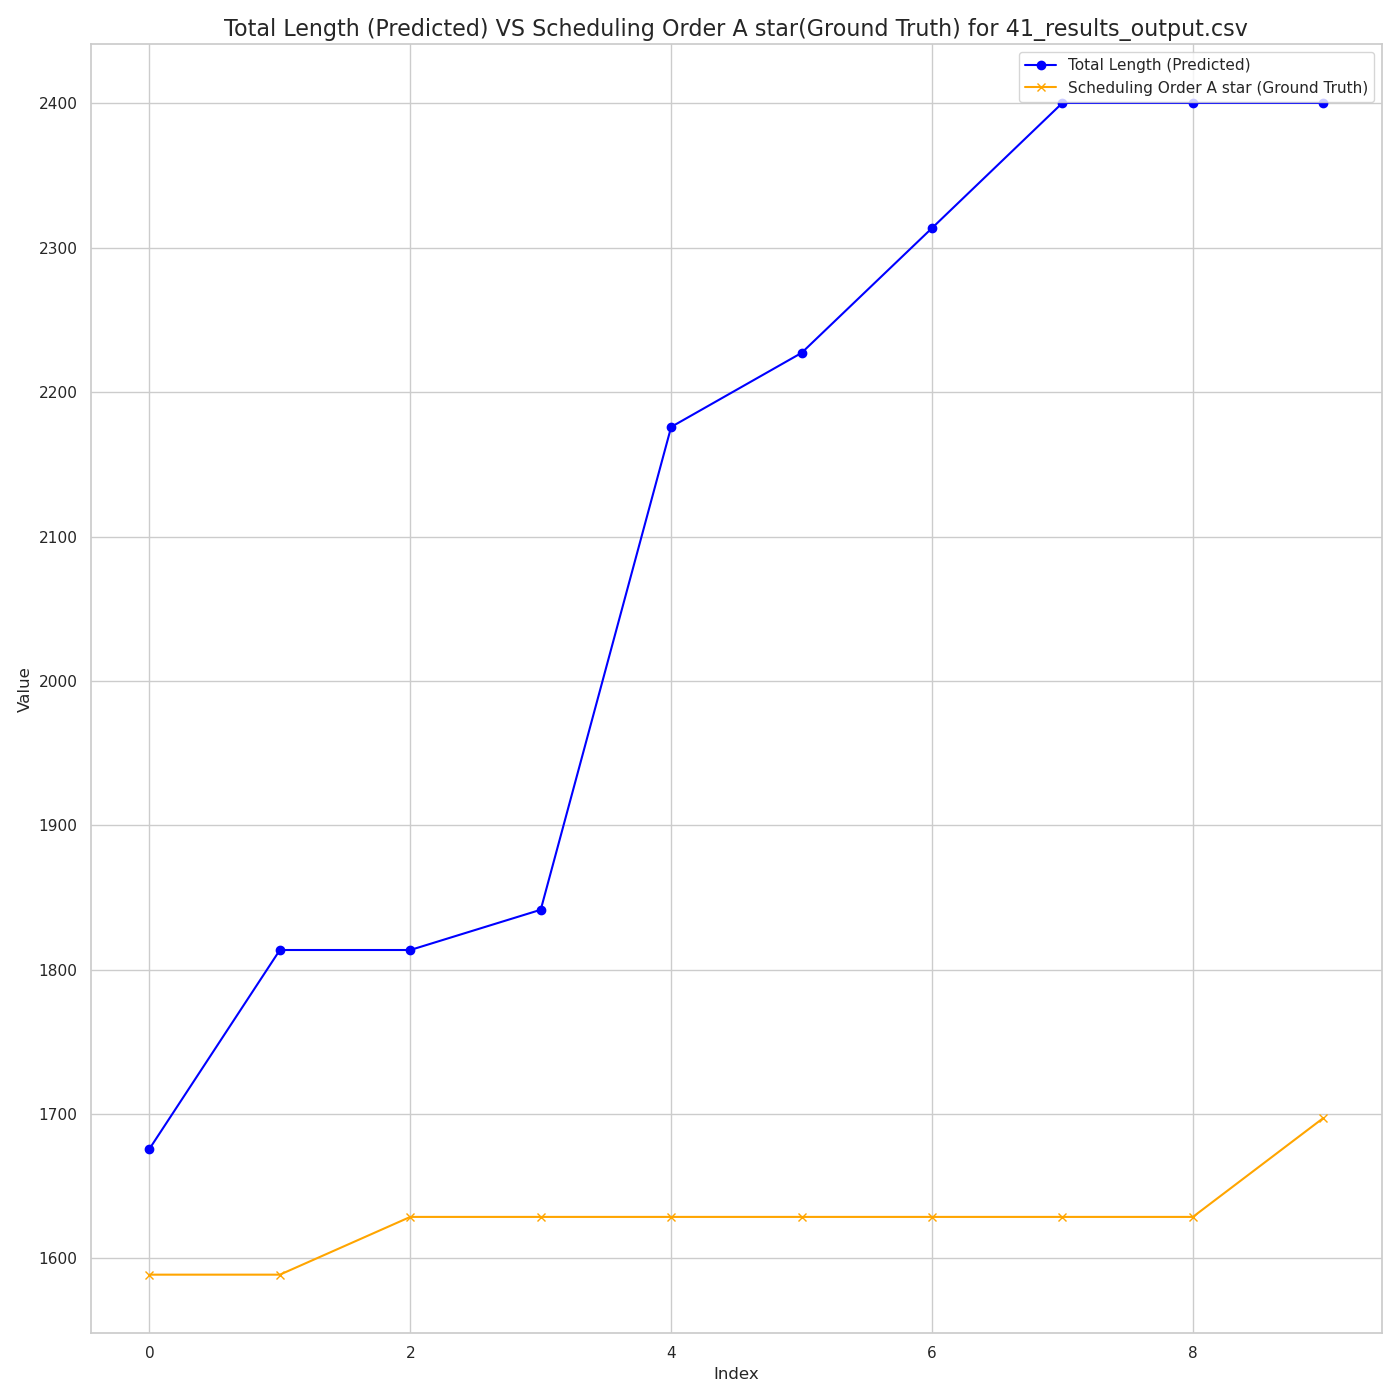 Total Length (Predicted) VS Scheduling Order A star(Ground Truth) for 41_results_output.csv
Total Length (Predicted)
Scheduling Order A star (Ground Truth)
2400
2300
2200
2100
2000
1900
1800
1700
1600
Value
0 2 4 6 8
Index